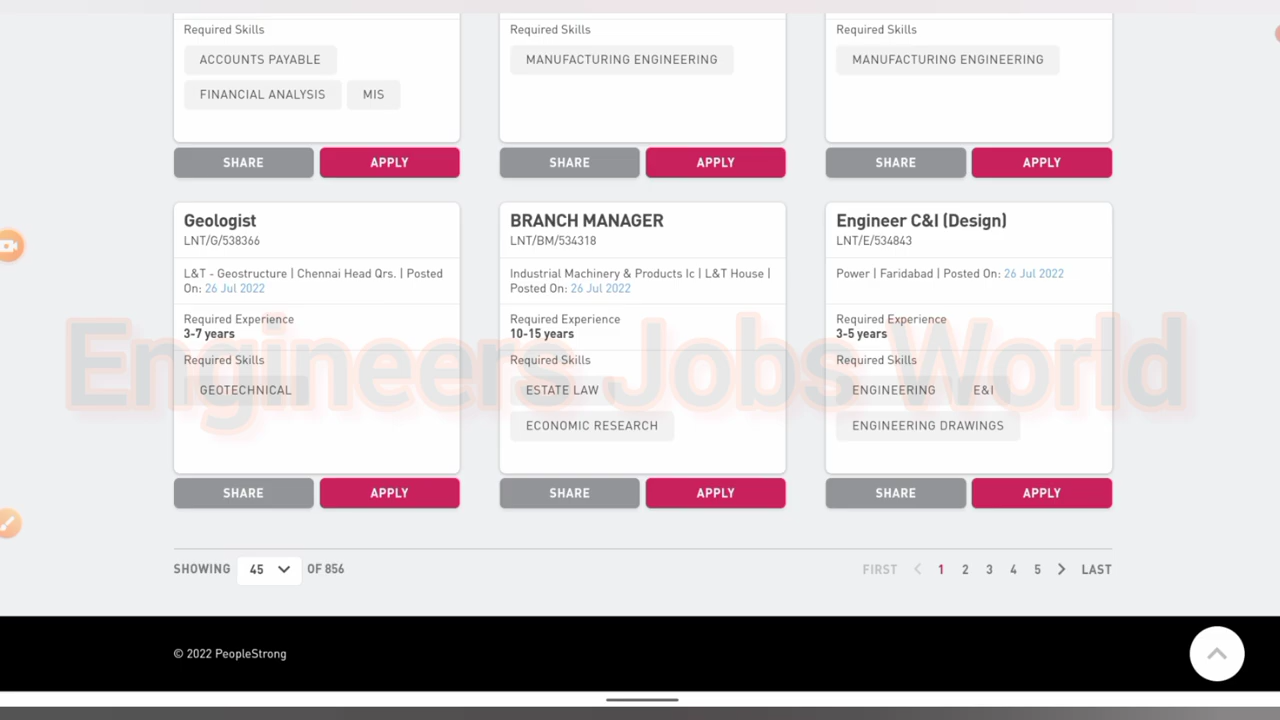 Required Skills
ACCOUNTS PAYABLE
FINANCIAL ANALYSIS MIS
SHARE APPLY
Required Skills
MANUFACTURING ENGINEERING
SHARE APPLY
Required Skills
MANUFACTURING ENGINEERING
SHARE APPLY
Geologist
LNT/G/538366
L&T - Geostructure | Chennai Head Qrs. | Posted
On: 26 Jul 2022
Required Experience
3-7 years
Required Skills
GEOTECHNICAL
SHARE APPLY
BRANCH MANAGER
LNT/BM/534318
Industrial Machinery & Products Ic | L&T House |
Posted On: 26 Jul 2022
Required Experience
10-15 years
Required Skills
ESTATE LAW
ECONOMIC RESEARCH
SHARE APPLY
Engineer C&I (Design)
LNT/E/534843
Power | Faridabad | Posted On: 26 Jul 2022
Required Experience
3-5 years
Required Skills
ENGINEERING E&I
ENGINEERING DRAWINGS
SHARE APPLY
Engineers Jobs World
SHOWING 45 OF 856
FIRST 1 2 3 4 5 LAST
© 2022 PeopleStrong